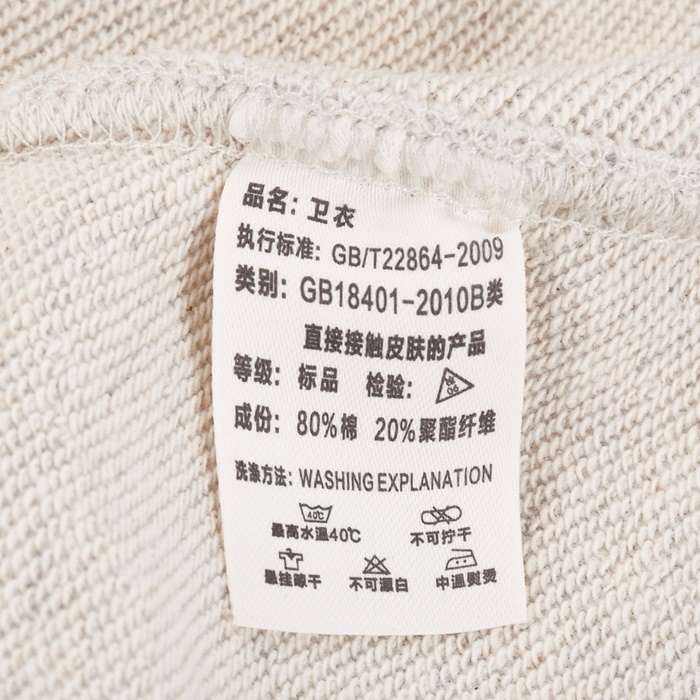 品名：卫衣
执行标准：GB/T22864-2009
类别：GB18401-2010B类
直接接触皮肤的产品
等级：标品 检验：
成份：80%棉 20%聚酯纤维
洗涤方法：WASHING EXPLANATION
40℃
最高水温40℃ 不可拧干
悬挂晾干 不可漂白 中温熨烫